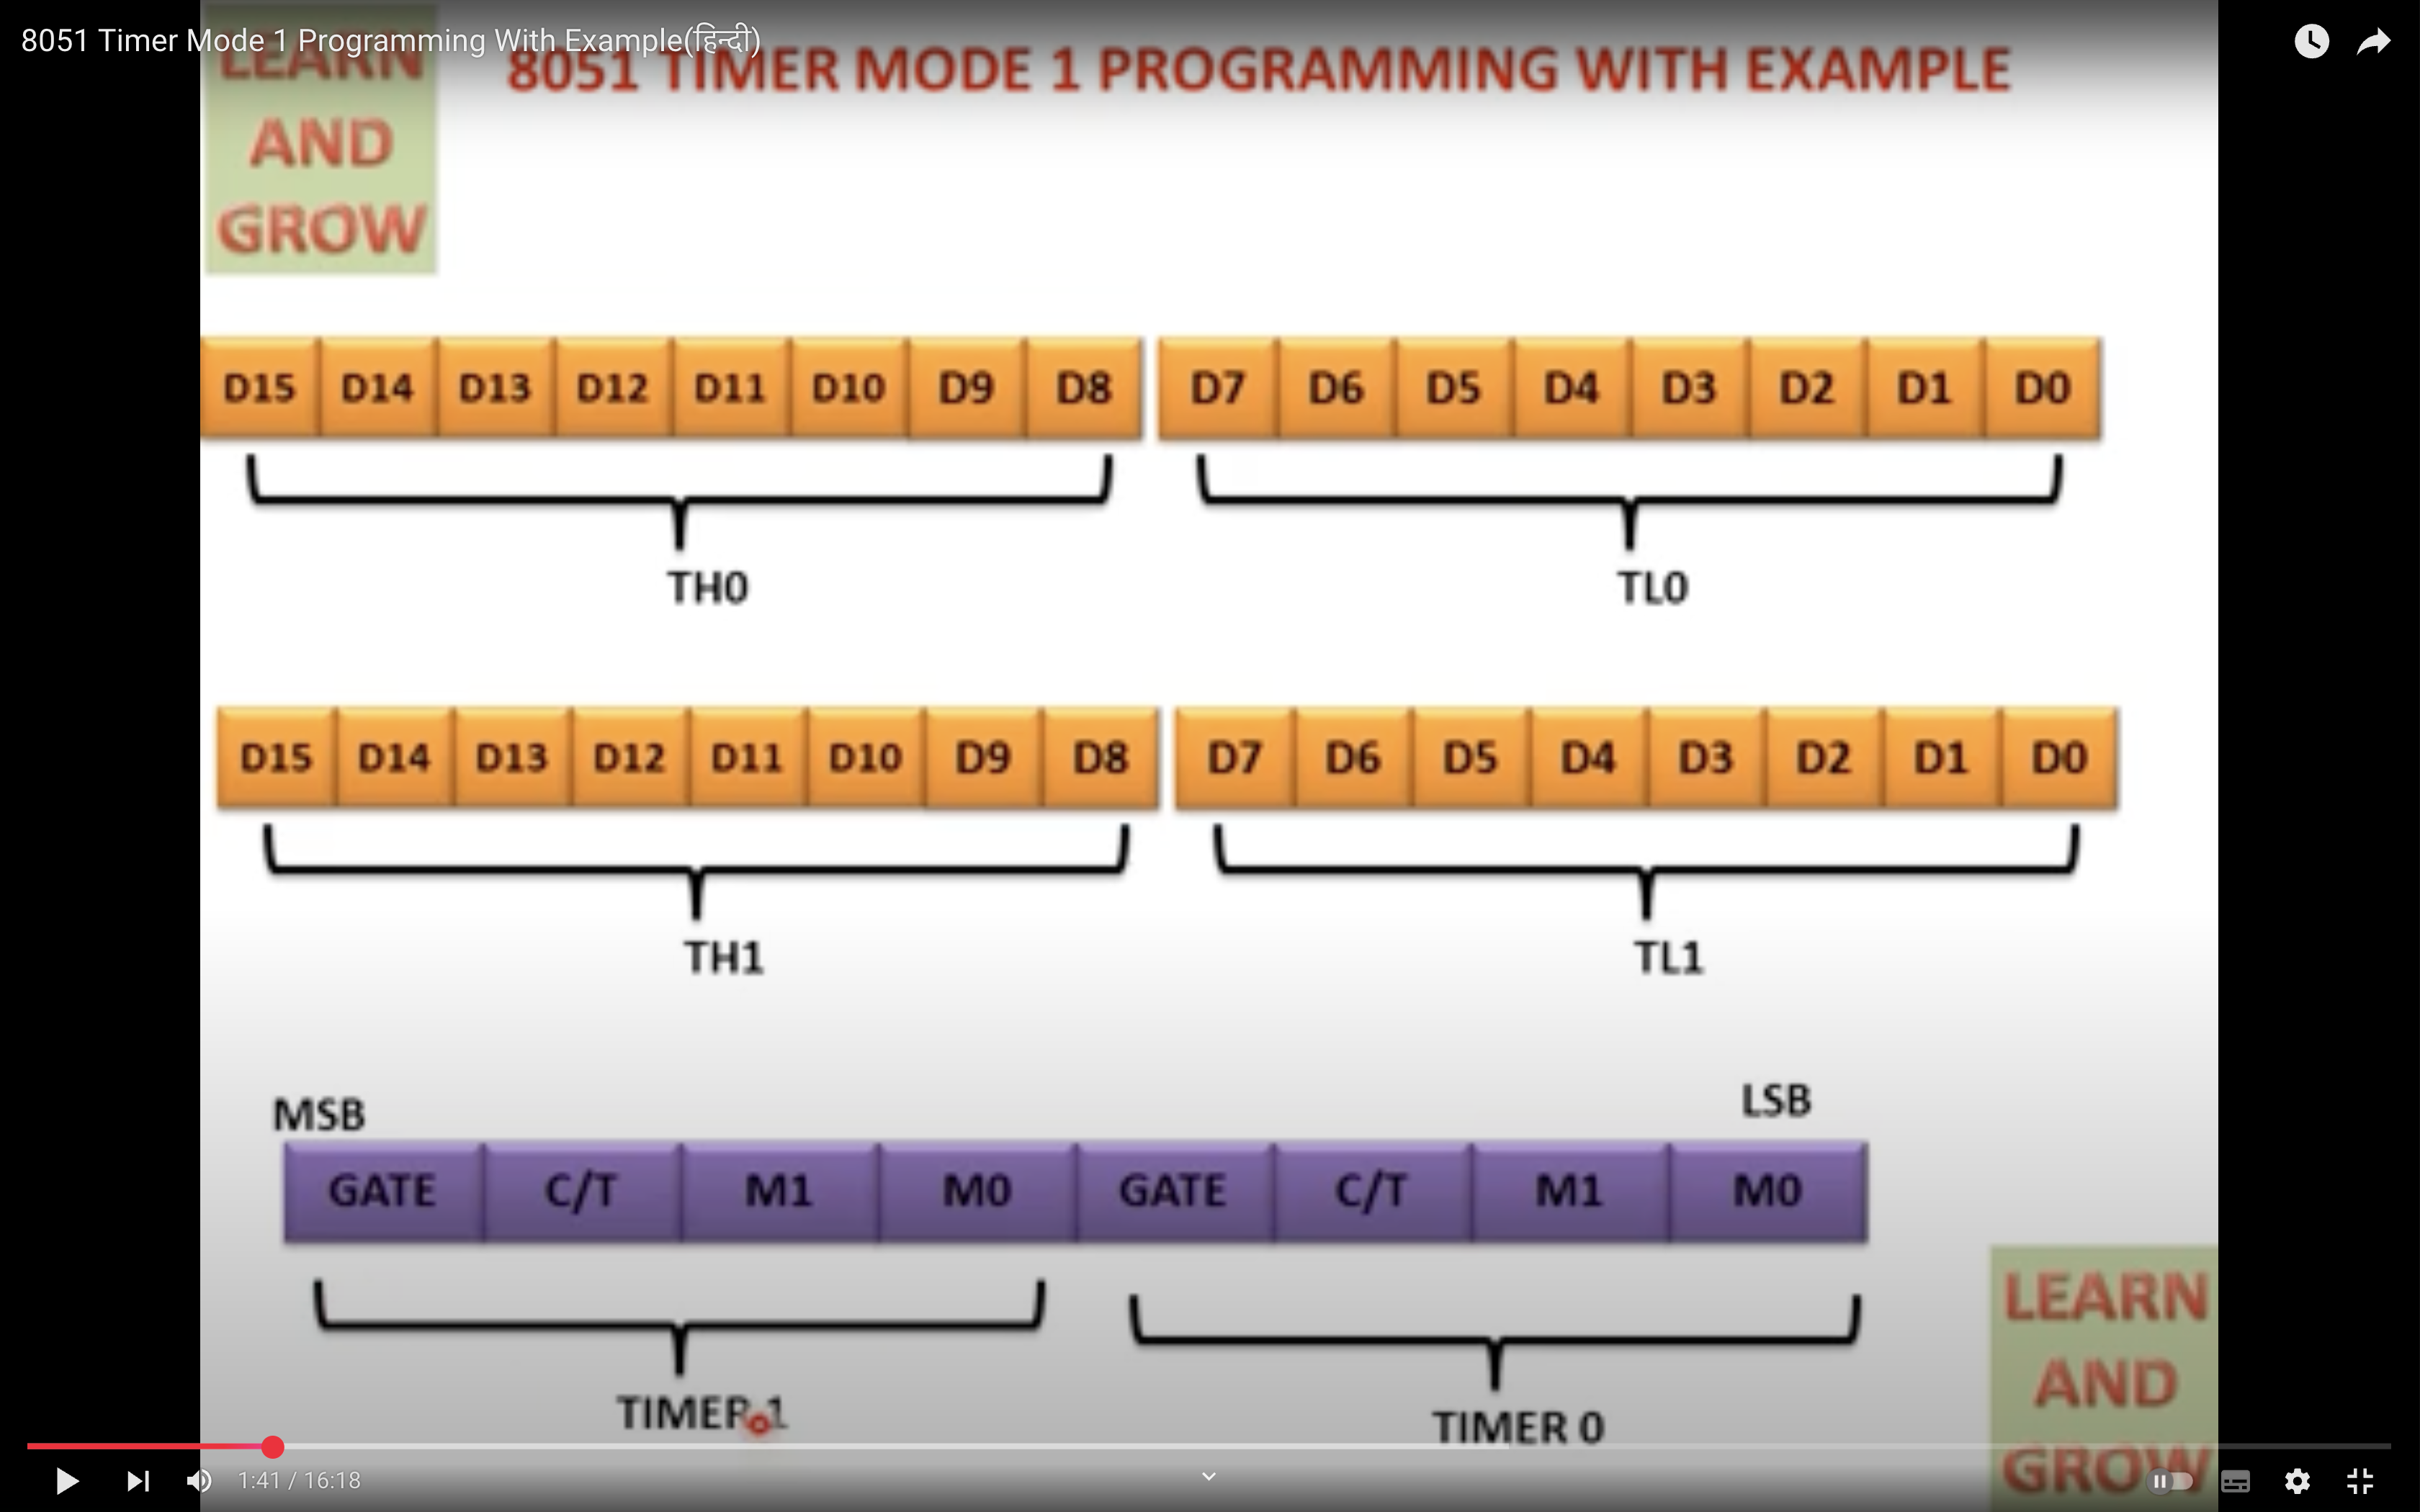 8051 Timer Mode 1 Programming With Example(हिन्दी)
LEARN
AND
GROW
8051 TIMER MODE 1 PROGRAMMING WITH EXAMPLE
D15 D14 D13 D12 D11 D10 D9 D8 D7 D6 D5 D4 D3 D2 D1 D0
TH0 TL0
D15 D14 D13 D12 D11 D10 D9 D8 D7 D6 D5 D4 D3 D2 D1 D0
TH1 TL1
MSB LSB
GATE C/T M1 M0 GATE C/T M1 M0
TIMER 1 TIMER 0
LEARN
AND
GROW
1:41 / 16:18